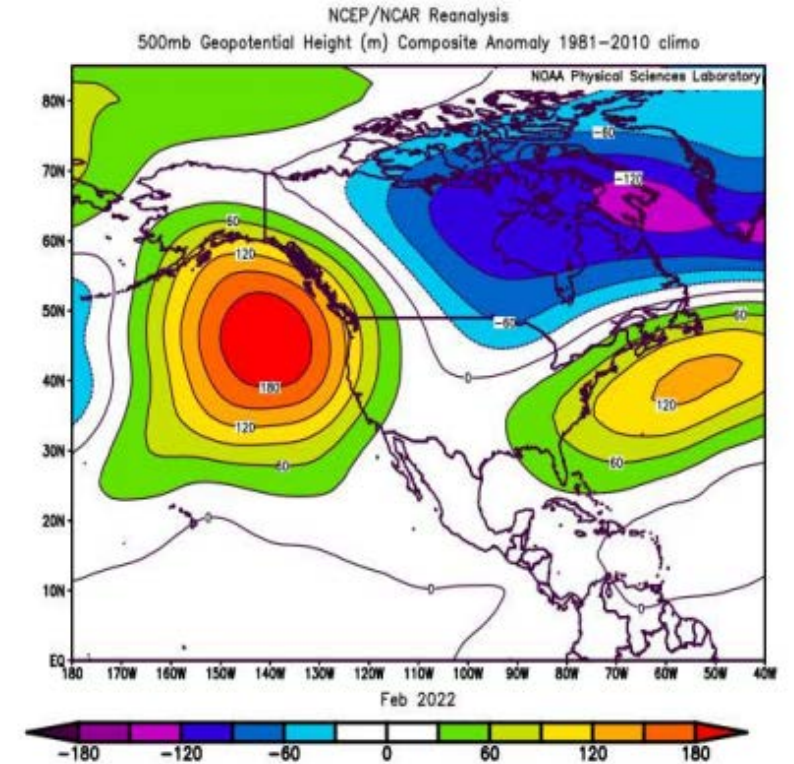 NCEP/NCAR Reanalysis
500mb Geopotential Height (m) Composite Anomaly 1981-2010 climo
NOAA Physical Sciences Laboratory
80N
-60
70N
-120
60
60N
120
50N
-60
60
40N
180
0
120
120
30N
60
60
20N
0
10N
0
0
EQ
180 170W 160W 150W 140W 130W 120W 110W 100W 90W 80W 70W 60W 50W 40W
Feb 2022
-180 -120 -60 0 60 120 180